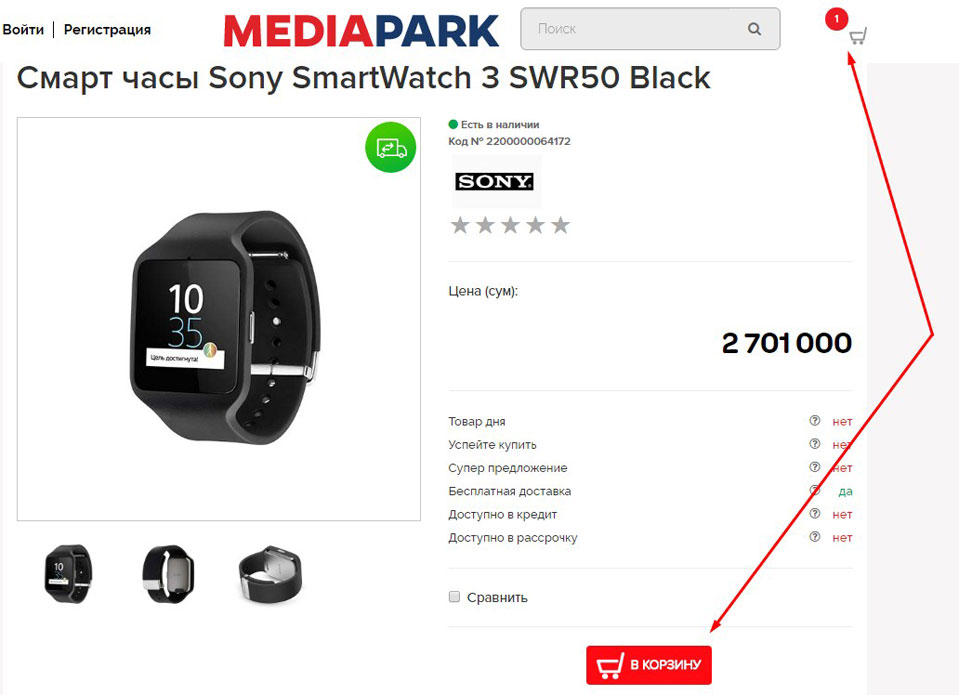 Войти | Регистрация
MEDIAPARK
Поиск
1
Смарт часы Sony SmartWatch 3 SWR50 Black
Есть в наличии
Код № 2200000064172
SONY
Цена (сум):
2 701 000
10
35
Цель достигнута!
Товар дня ? нет
Успейте купить ? нет
Супер предложение ? нет
Бесплатная доставка ? да
Доступно в кредит ? нет
Доступно в рассрочку ? нет
10
Сравнить
В КОРЗИНУ